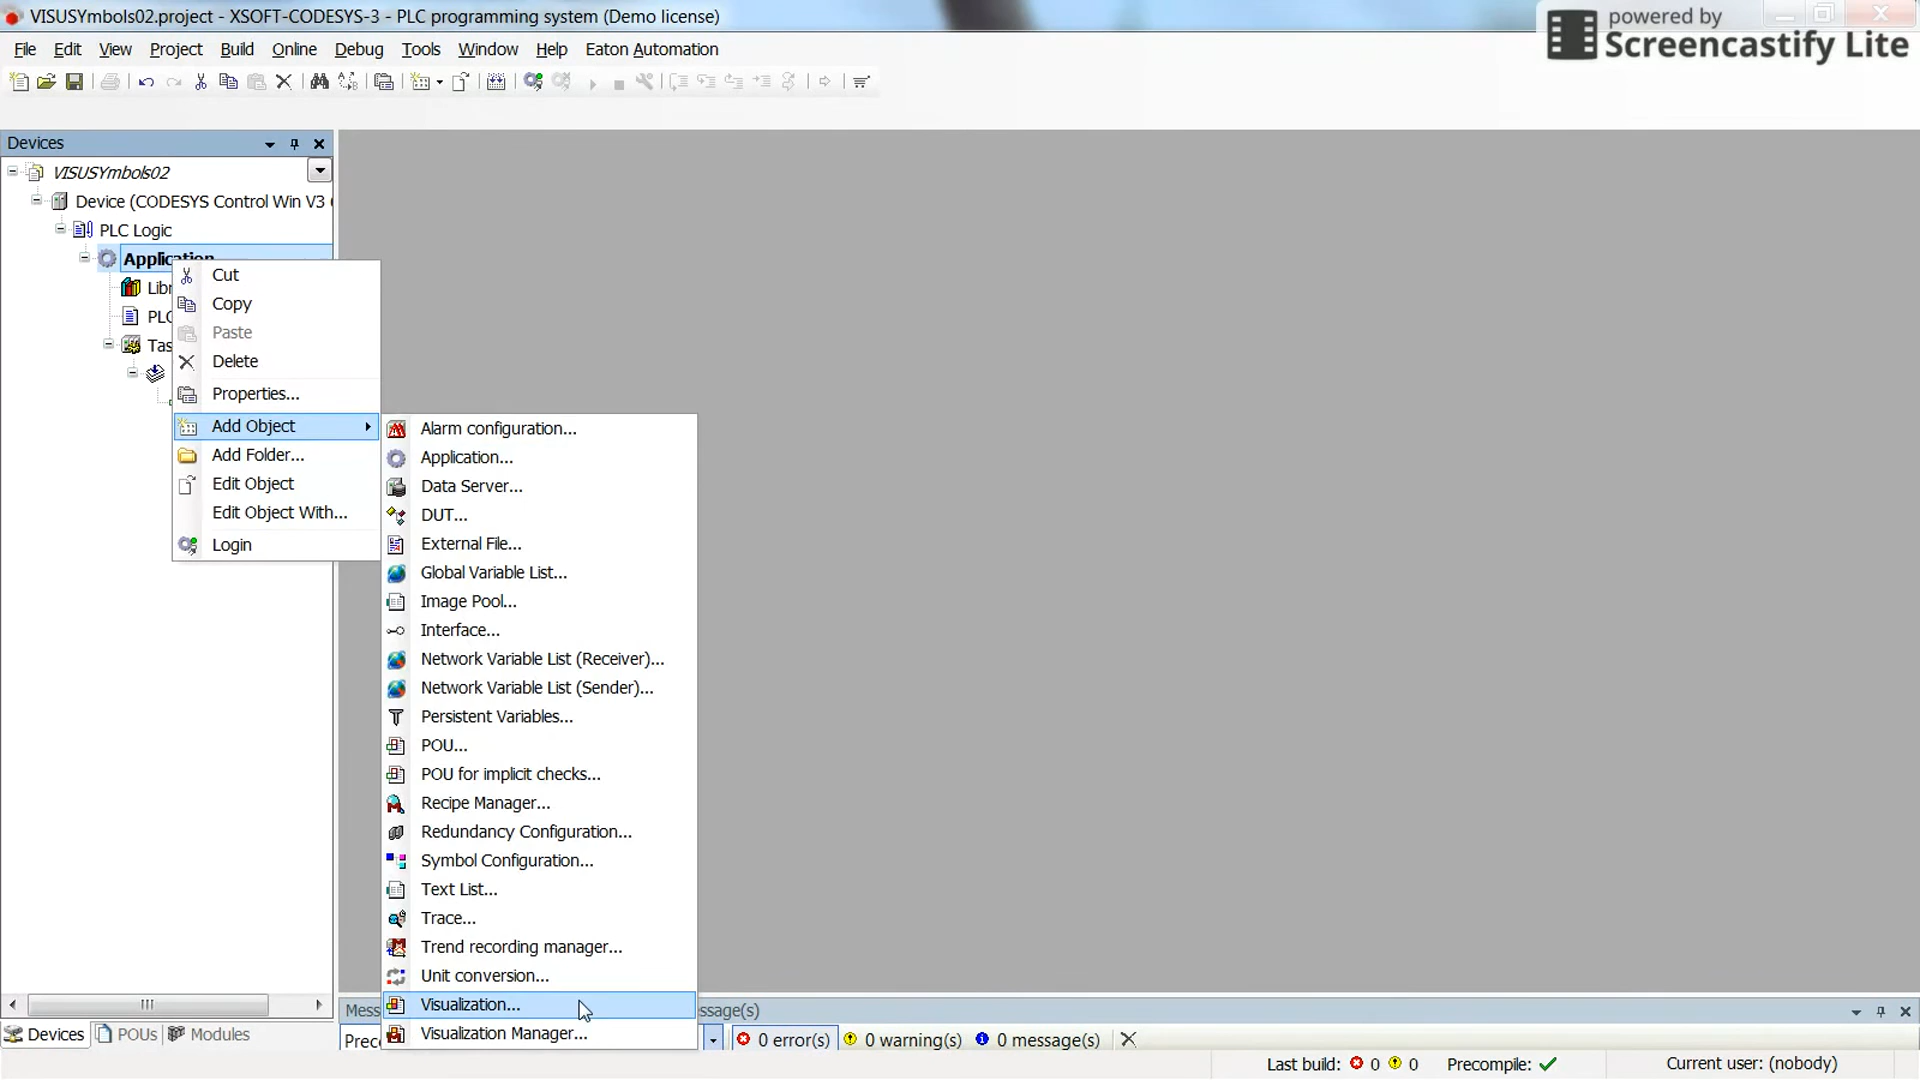 VISUSYmbols02.project - XSOFT-CODESYS-3 - PLC programming system (Demo license)
powered by
Screencastify Lite
File Edit View Project Build Online Debug Tools Window Help Eaton Automation
Devices
VISUSYmbols02
Device (CODESYS Control Win V3
PLC Logic
Application
Cut
Copy
Paste
Delete
Properties...
Add Object
Add Folder...
Edit Object
Edit Object With...
Login
Alarm configuration...
Application...
Data Server...
DUT...
External File...
Global Variable List...
Image Pool...
Interface...
Network Variable List (Receiver)...
Network Variable List (Sender)...
Persistent Variables...
POU...
POU for implicit checks...
Recipe Manager...
Redundancy Configuration...
Symbol Configuration...
Text List...
Trace...
Trend recording manager...
Unit conversion...
Visualization...
Visualization Manager...
Devices POUs Modules
0 error(s) 0 warning(s) 0 message(s)
Last build: 0 0 Precompile: Current user: (nobody)